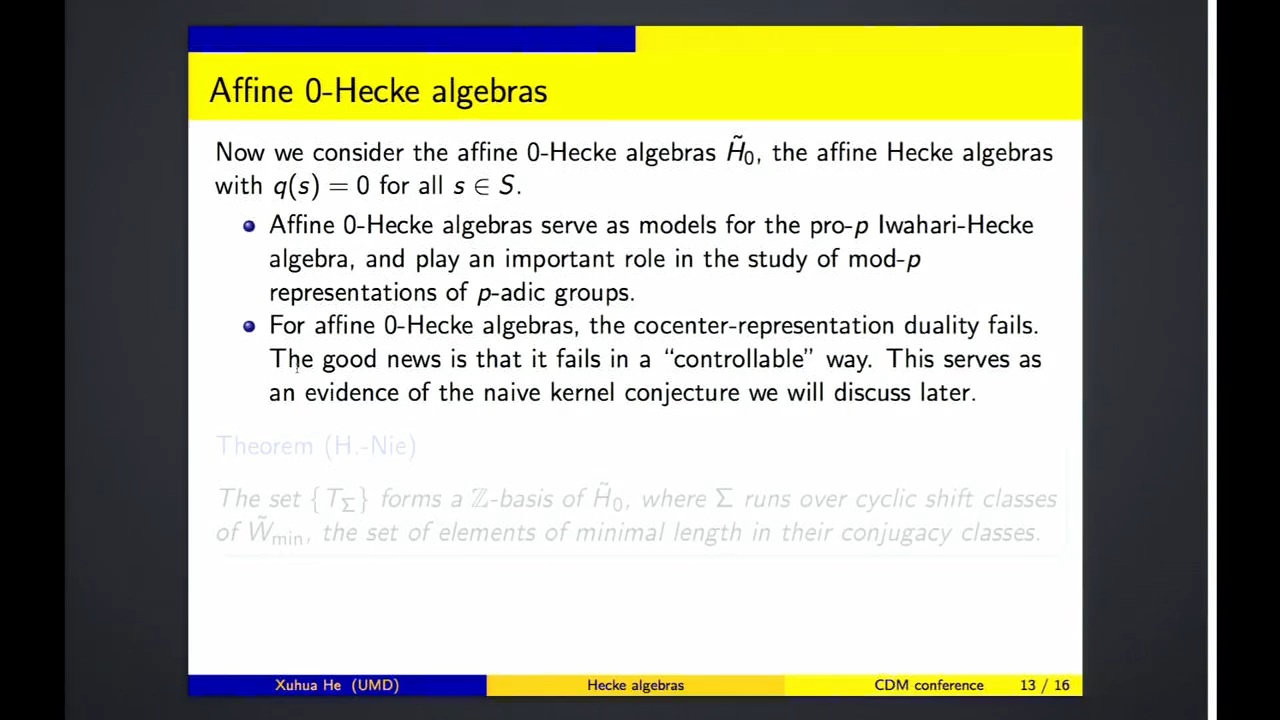 Affine 0-Hecke algebras
Now we consider the affine 0-Hecke algebras H̃₀, the affine Hecke algebras
with q(s) = 0 for all s ∈ S.
Affine 0-Hecke algebras serve as models for the pro-p Iwahari-Hecke
algebra, and play an important role in the study of mod-p
representations of p-adic groups.
For affine 0-Hecke algebras, the cocenter-representation duality fails.
The good news is that it fails in a “controllable” way. This serves as
an evidence of the naive kernel conjecture we will discuss later.
Theorem (H.-Nie)
The set {T_Σ} forms a ℤ-basis of H̃₀, where Σ runs over cyclic shift classes
of W̃_min, the set of elements of minimal length in their conjugacy classes.
Xuhua He (UMD) Hecke algebras CDM conference 13 / 16